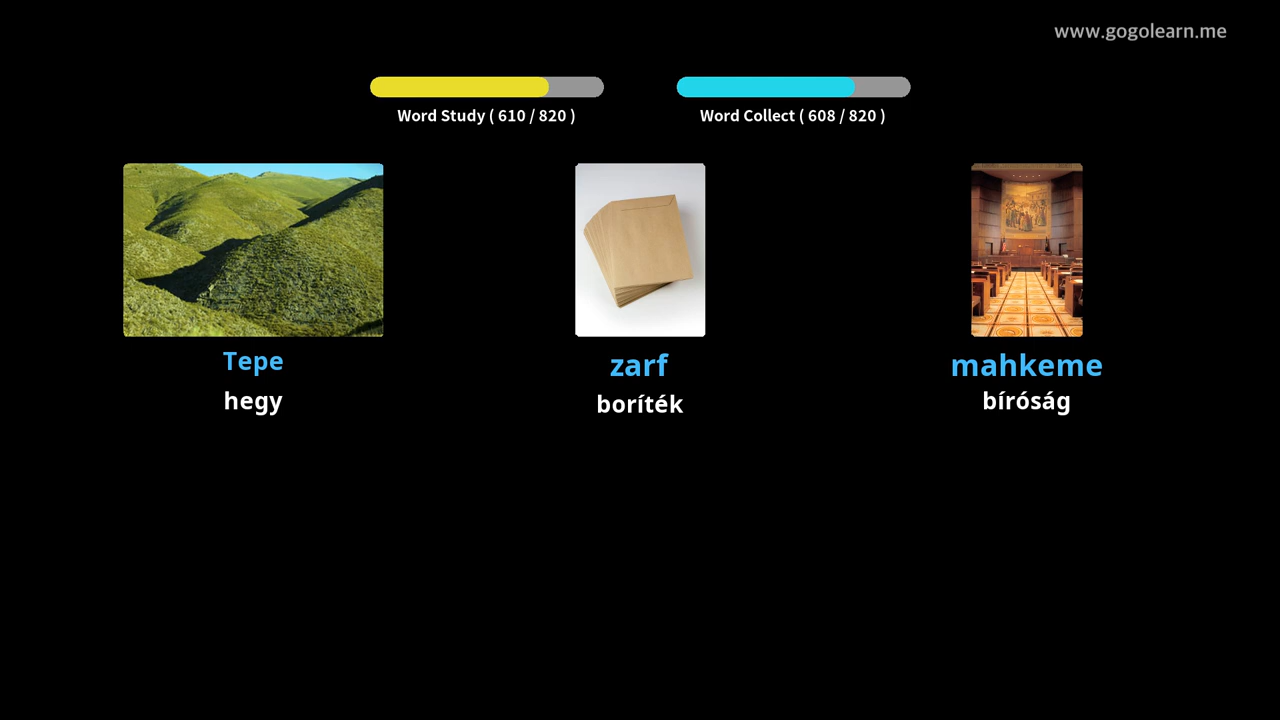 www.gogolearn.me
Word Study ( 610 / 820 )
Word Collect ( 608 / 820 )
Tepe
hegy
zarf
boríték
mahkeme
bíróság